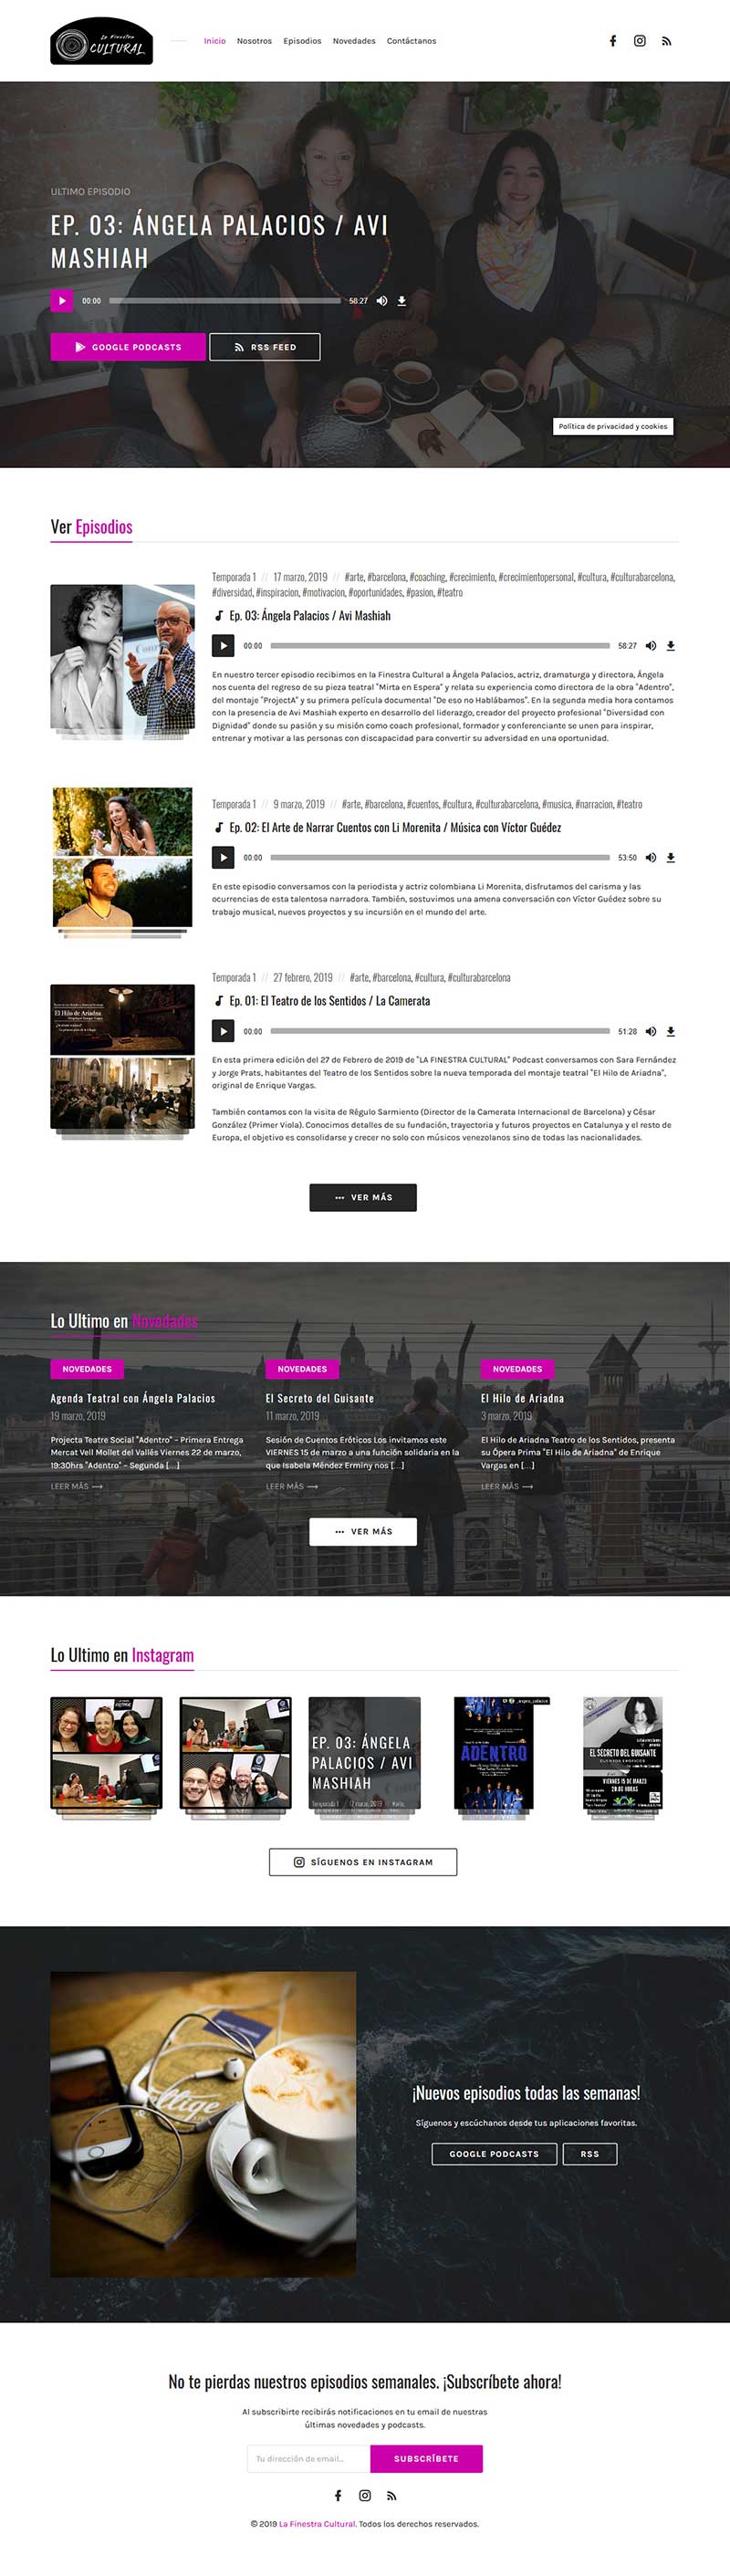 La Finestra
CULTURAL
Inicio Nosotros Episodios Novedades Contáctanos
ULTIMO EPISODIO
EP. 03: ÁNGELA PALACIOS / AVI
MASHIAH
00:00 58:27
GOOGLE PODCASTS RSS FEED
Política de privacidad y cookies
Ver Episodios
Temporada 1 // 17 marzo, 2019 // #arte, #barcelona, #coaching, #crecimiento, #crecimientopersonal, #cultura, #culturabarcelona,
#diversidad, #inspiracion, #motivacion, #oportunidades, #pasion, #teatro
Ep. 03: Ángela Palacios / Avi Mashiah
00:00 58:27
En nuestro tercer episodio recibimos en la Finestra Cultural a Ángela Palacios, actriz, dramaturga y directora, Ángela
nos cuenta del regreso de su pieza teatral "Mirta en Espera" y relata su experiencia como directora de la obra "Adentro",
del montaje "ProjectA" y su primera película documental "De eso no Hablábamos". En la segunda media hora contamos
con la presencia de Avi Mashiah experto en desarrollo del liderazgo, creador del proyecto profesional "Diversidad con
Dignidad" donde su pasión y su misión como coach profesional, formador y conferenciante se unen para inspirar,
entrenar y motivar a las personas con discapacidad para convertir su adversidad en una oportunidad.
Temporada 1 // 9 marzo, 2019 // #arte, #barcelona, #cuentos, #cultura, #culturabarcelona, #musica, #narracion, #teatro
Ep. 02: El Arte de Narrar Cuentos con Li Morenita / Música con Víctor Guédez
00:00 53:50
En este episodio conversamos con la periodista y actriz colombiana Li Morenita, disfrutamos del carisma y las
ocurrencias de esta talentosa narradora. También, sostuvimos una amena conversación con Víctor Guédez sobre su
trabajo musical, nuevos proyectos y su incursión en el mundo del arte.
Temporada 1 // 27 febrero, 2019 // #arte, #barcelona, #cultura, #culturabarcelona
Ep. 01: El Teatro de los Sentidos / La Camerata
El Hilo de Ariadna
00:00 51:28
En esta primera edición del 27 de Febrero de 2019 de "LA FINESTRA CULTURAL" Podcast conversamos con Sara Fernández
y Jorge Prats, habitantes del Teatro de los Sentidos sobre la nueva temporada del montaje teatral "El Hilo de Ariadna",
original de Enrique Vargas.
También contamos con la visita de Régulo Sarmiento (Director de la Camerata Internacional de Barcelona) y César
González (Primer Viola). Conocimos detalles de su fundación, trayectoria y futuros proyectos en Catalunya y el resto de
Europa, el objetivo es consolidarse y crecer no solo con músicos venezolanos sino de todas las nacionalidades.
··· VER MÁS
Lo Ultimo en Novedades
NOVEDADES NOVEDADES NOVEDADES
Agenda Teatral con Ángela Palacios El Secreto del Guisante El Hilo de Ariadna
19 marzo, 2019 11 marzo, 2019 3 marzo, 2019
Projecta Teatre Social "Adentro" – Primera Entrega Sesión de Cuentos Eróticos Los invitamos este El Hilo de Ariadna Teatro de los Sentidos, presenta
Mercat Vell Mollet del Vallés Viernes 22 de marzo, VIERNES 15 de marzo a una función solidaria en la su Ópera Prima "El Hilo de Ariadna" de Enrique
19:30hrs "Adentro" – Segunda […] que Isabela Méndez Erminy nos […] Vargas en […]
LEER MÁS ⟶ LEER MÁS ⟶ LEER MÁS ⟶
··· VER MÁS
Lo Ultimo en Instagram
EP. 03: ÁNGELA
PALACIOS / AVI
MASHIAH
Temporada 1 // 17 marzo, 2019 // #arte,
ADENTRO
EL SECRETO DEL GUISANTE
CUENTOS ERÓTICOS
VIERNES 15 DE MARZO
20.00 HORAS
SÍGUENOS EN INSTAGRAM
¡Nuevos episodios todas las semanas!
Síguenos y escúchanos desde tus aplicaciones favoritas.
GOOGLE PODCASTS RSS
No te pierdas nuestros episodios semanales. ¡Subscríbete ahora!
Al subscribirte recibirás notificaciones en tu email de nuestras
últimas novedades y podcasts.
Tu dirección de email... SUBSCRÍBETE
© 2019 La Finestra Cultural. Todos los derechos reservados.